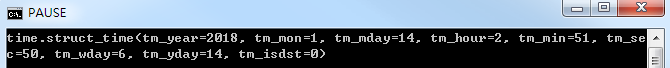 PAUSE
time.struct_time(tm_year=2018, tm_mon=1, tm_mday=14, tm_hour=2, tm_min=51, tm_se
c=50, tm_wday=6, tm_yday=14, tm_isdst=0)